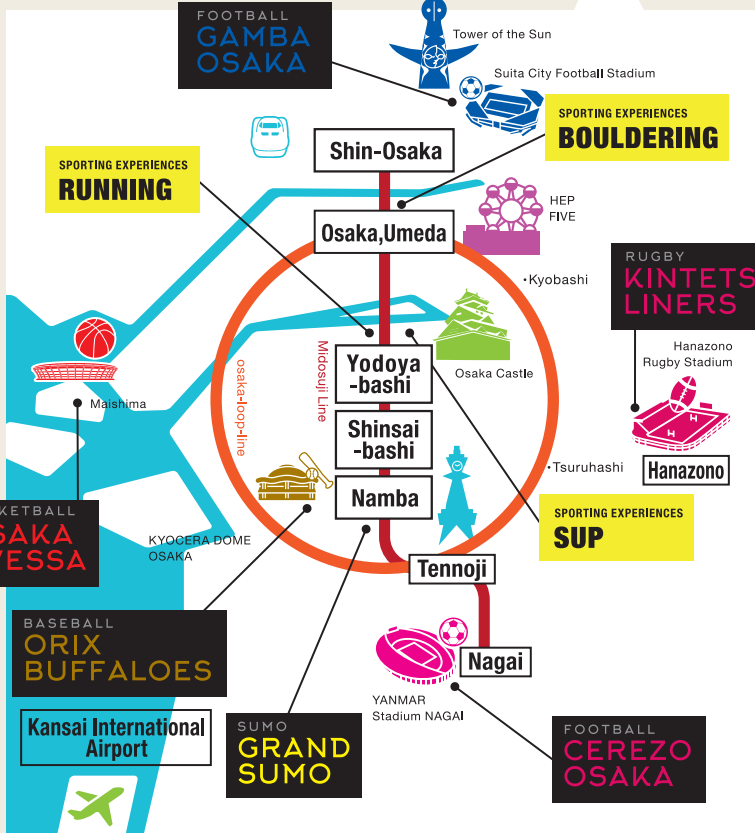 FOOTBALL
GAMBA
OSAKA
Tower of the Sun
Suita City Football Stadium
SPORTING EXPERIENCES
BOULDERING
Shin-Osaka
SPORTING EXPERIENCES
RUNNING
HEP
FIVE
Osaka,Umeda
•Kyobashi
RUGBY
KINTETS
LINERS
Hanazono
Rugby Stadium
Hanazono
Osaka Castle
Midosuji Line
osaka-loop-line
Yodoya
-bashi
Maishima
Shinsai
-bashi
•Tsuruhashi
Namba
KETBALL
SAKA
VESSA
KYOCERA DOME
OSAKA
SPORTING EXPERIENCES
SUP
Tennoji
BASEBALL
ORIX
BUFFALOES
Nagai
YANMAR
Stadium NAGAI
Kansai International
Airport
SUMO
GRAND
SUMO
FOOTBALL
CEREZO
OSAKA